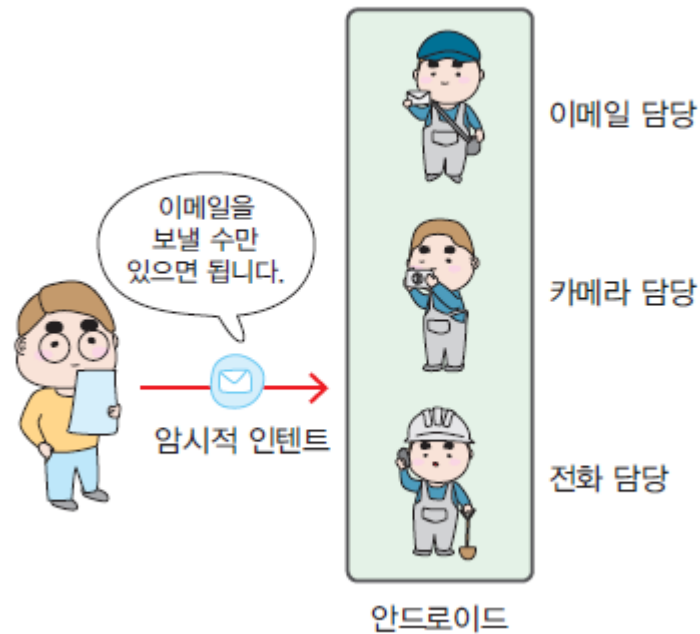 이메일 담당
이메일을
보낼 수만
있으면 됩니다.
카메라 담당
암시적 인텐트
전화 담당
안드로이드